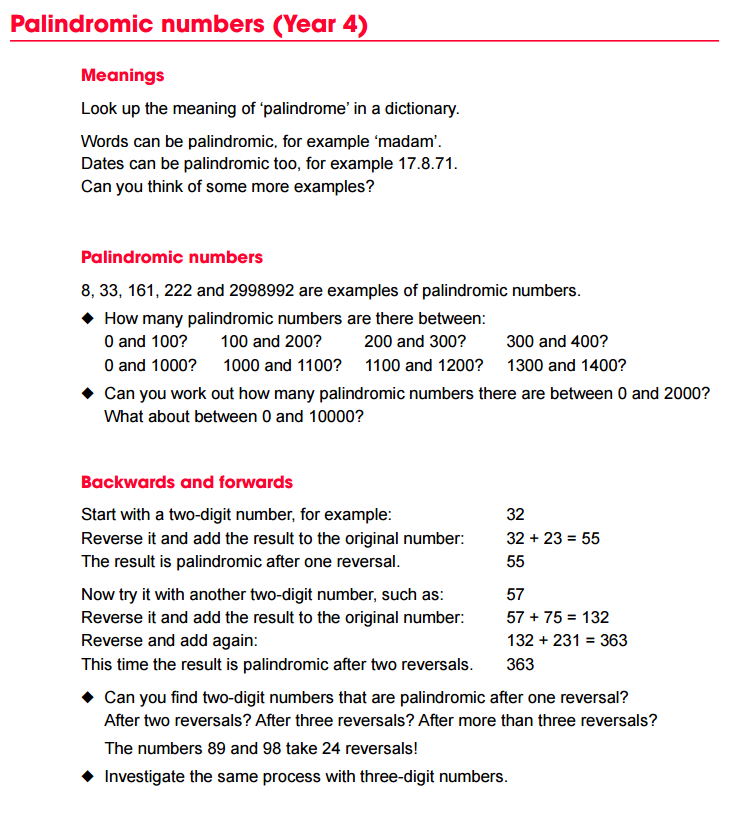 Palindromic numbers (Year 4)
Meanings
Look up the meaning of ‘palindrome’ in a dictionary.
Words can be palindromic, for example ‘madam’.
Dates can be palindromic too, for example 17.8.71.
Can you think of some more examples?
Palindromic numbers
8, 33, 161, 222 and 2998992 are examples of palindromic numbers.
◆ How many palindromic numbers are there between:
0 and 100? 100 and 200? 200 and 300? 300 and 400?
0 and 1000? 1000 and 1100? 1100 and 1200? 1300 and 1400?
◆ Can you work out how many palindromic numbers there are between 0 and 2000?
What about between 0 and 10000?
Backwards and forwards
Start with a two-digit number, for example: 32
Reverse it and add the result to the original number: 32 + 23 = 55
The result is palindromic after one reversal. 55
Now try it with another two-digit number, such as: 57
Reverse it and add the result to the original number: 57 + 75 = 132
Reverse and add again: 132 + 231 = 363
This time the result is palindromic after two reversals. 363
◆ Can you find two-digit numbers that are palindromic after one reversal?
After two reversals? After three reversals? After more than three reversals?
The numbers 89 and 98 take 24 reversals!
◆ Investigate the same process with three-digit numbers.